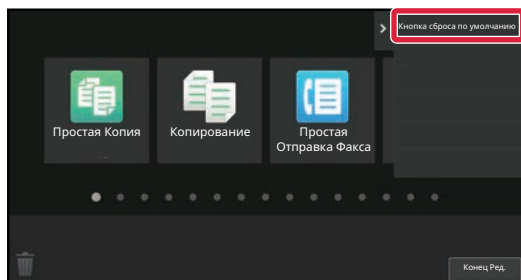 Кнопка сброса по умолчанию
Простая Копия
Копирование
Простая
Отправка Факса
Конец Ред.